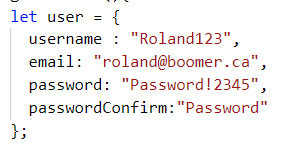 let user = {
username : "Roland123",
email: "roland@boomer.ca",
password: "Password!2345",
passwordConfirm:"Password"
};